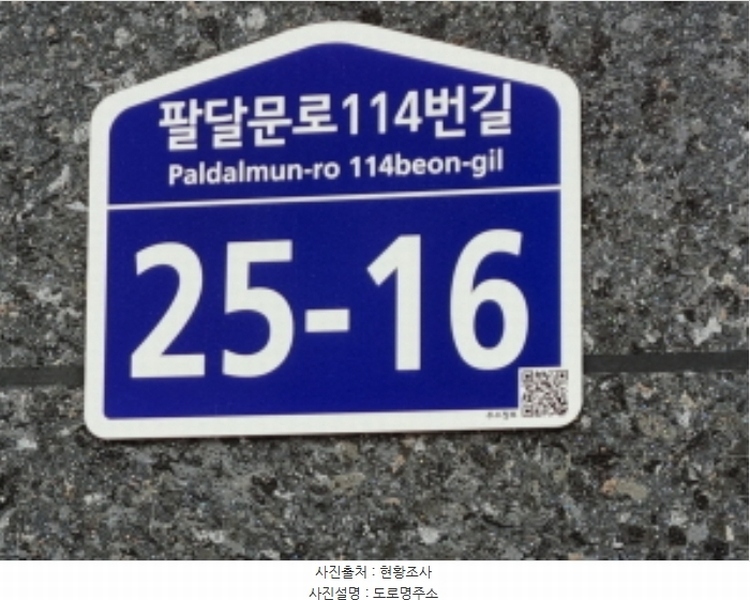 팔달문로114번길
Paldalmun-ro 114beon-gil
25-16
사진출처 : 현황조사
사진설명 : 도로명주소